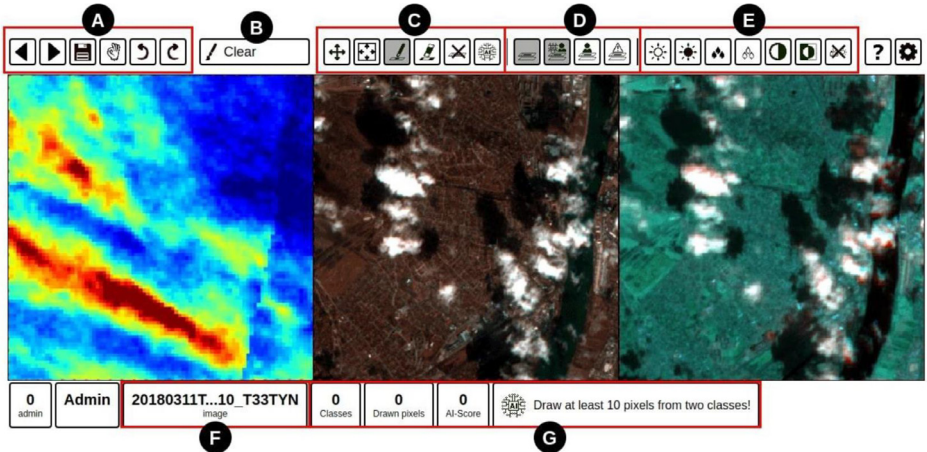 A
B
C
D
E
Clear
?
0
admin
Admin
20180311T...10_T33TYN
image
0
Classes
0
Drawn pixels
0
AI-Score
AI
Draw at least 10 pixels from two classes!
F
G